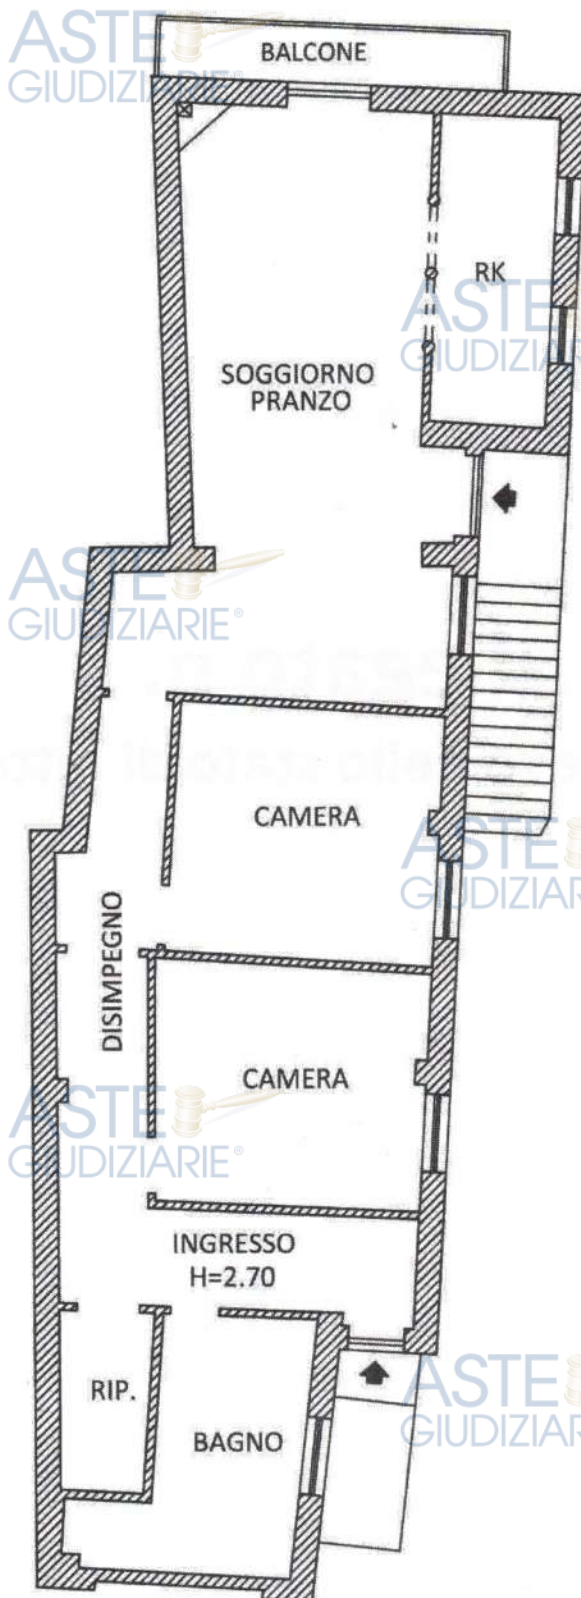 ASTE
GIUDIZIARIE®
BALCONE
RK
ASTE
GIUDIZIARIE
SOGGIORNO
PRANZO
ASTE
GIUDIZIARIE®
CAMERA
ASTE
GIUDIZIARIE
DISIMPEGNO
CAMERA
ASTE
GIUDIZIARIE®
INGRESSO
H=2.70
ASTE
GIUDIZIARIE
RIP.
BAGNO